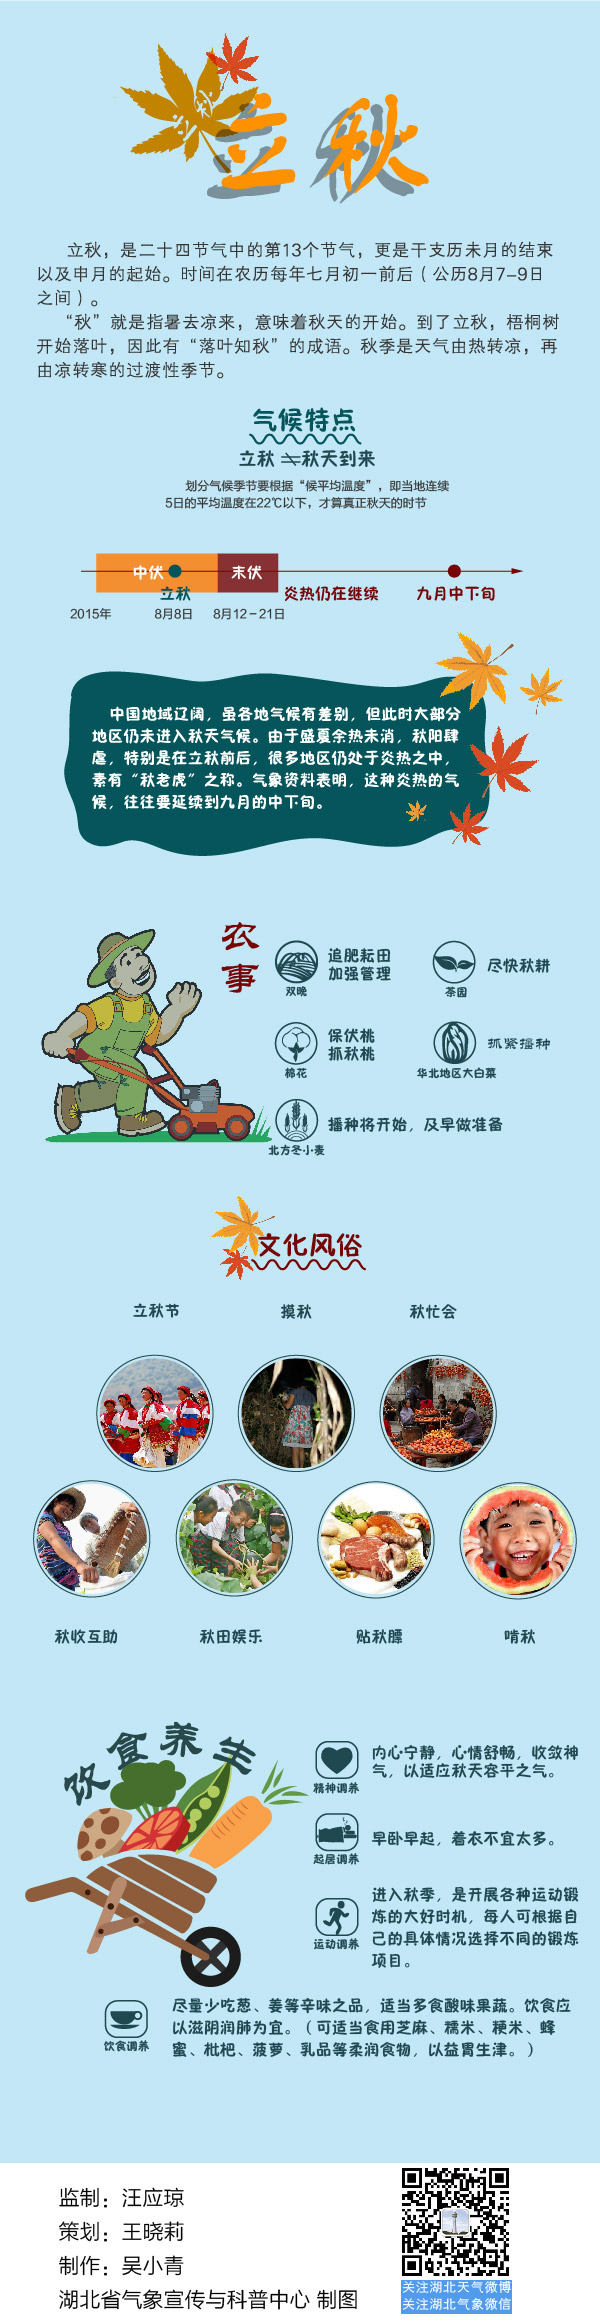 立秋
立秋，是二十四节气中的第13个节气，更是干支历未月的结束
以及申月的起始。时间在农历每年七月初一前后（公历8月7-9日
之间）。
“秋”就是指暑去凉来，意味着秋天的开始。到了立秋，梧桐树
开始落叶，因此有“落叶知秋”的成语。秋季是天气由热转凉，再
由凉转寒的过渡性季节。
气候特点
立秋≠秋天到来
划分气候季节要根据“候平均温度”，即当地连续
5日的平均温度在22℃以下，才算真正秋天的时节
中伏 末伏
立秋 炎热仍在继续 九月中下旬
2015年 8月8日 8月12-21日
中国地域辽阔，虽各地气候有差别，但此时大部分
地区仍未进入秋天气候。由于盛夏余热未消，秋阳肆
虐，特别是在立秋前后，很多地区仍处于炎热之中，
素有“秋老虎”之称。气象资料表明，这种炎热的气
候，往往要延续到九月的中下旬。
农事
追肥耘田
加强管理
双晚
尽快秋耕
茶园
保伏桃
抓秋桃
棉花
抓紧播种
华北地区大白菜
播种将开始，及早做准备
北方冬小麦
文化风俗
立秋节 摸秋 秋忙会
秋收互助 秋田娱乐 贴秋膘 啃秋
饮食养生
内心宁静，心情舒畅，收敛神
气，以适应秋天容平之气。
精神调养
早卧早起，着衣不宜太多。
起居调养
进入秋季，是开展各种运动锻
炼的大好时机，每人可根据自
己的具体情况选择不同的锻炼
项目。
运动调养
尽量少吃葱、姜等辛味之品，适当多食酸味果蔬。饮食应
以滋阴润肺为宜。（可适当食用芝麻、糯米、粳米、蜂
蜜、枇杷、菠萝、乳品等柔润食物，以益胃生津。）
饮食调养
监制：汪应琼
策划：王晓莉
制作：吴小青
湖北省气象宣传与科普中心 制图
关注湖北天气微博
关注湖北气象微信